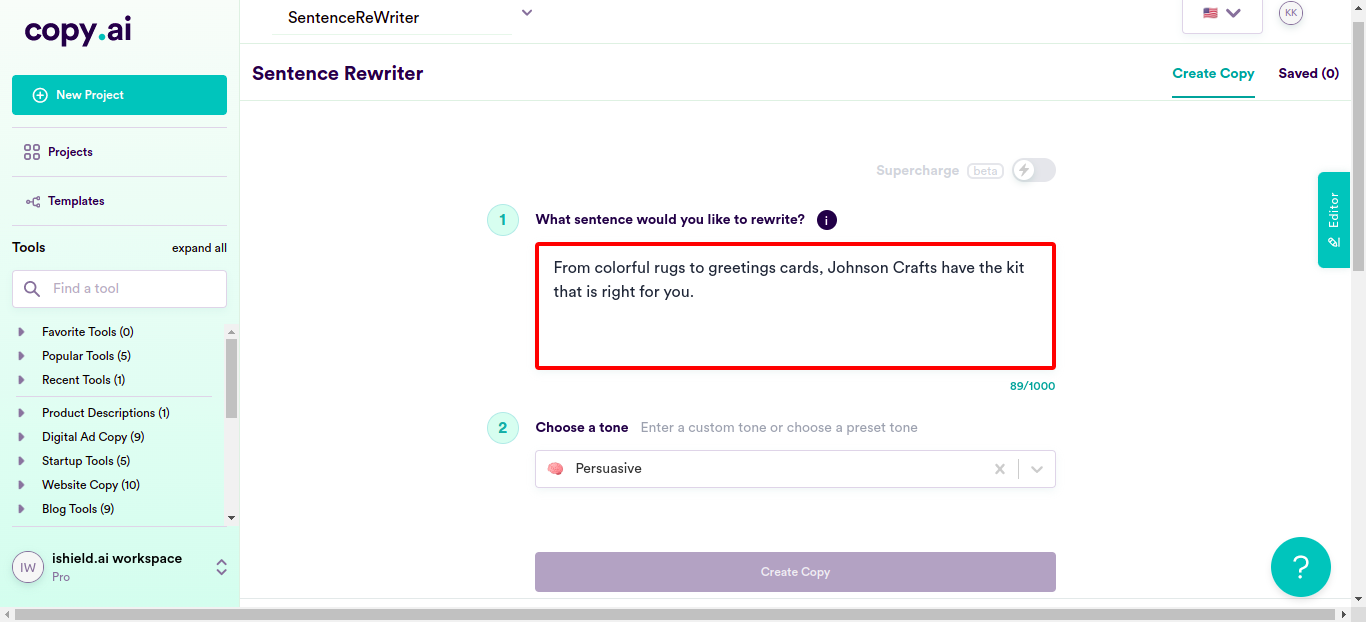 copy.ai
SentenceReWriter
KK
New Project
Sentence Rewriter
Create Copy
Saved (0)
Projects
Templates
Supercharge beta
Tools
expand all
1
What sentence would you like to rewrite?
i
Editor
Find a tool
From colorful rugs to greetings cards, Johnson Crafts have the kit
that is right for you.
Favorite Tools (0)
Popular Tools (5)
Recent Tools (1)
89/1000
Product Descriptions (1)
Digital Ad Copy (9)
Startup Tools (5)
Website Copy (10)
Blog Tools (9)
2
Choose a tone
Enter a custom tone or choose a preset tone
Persuasive
IW
ishield.ai workspace
Pro
Create Copy
?